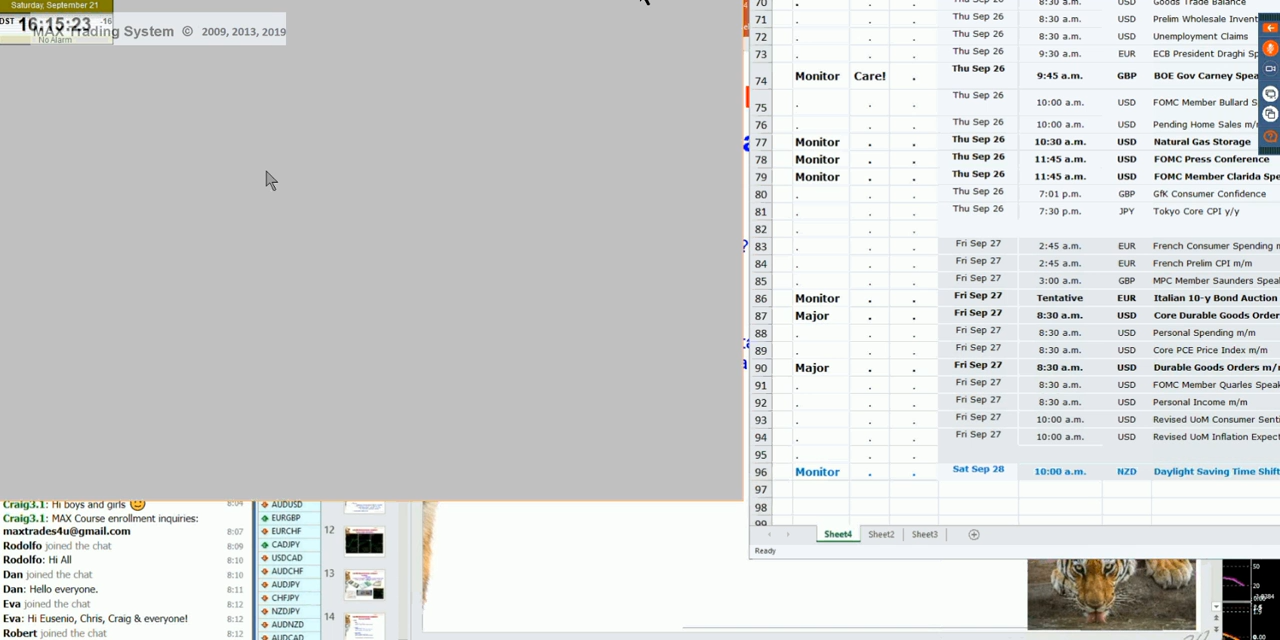 Saturday, September 21
DST 16:15:23 -16
No Alarm
MAX Trading System © 2009, 2013, 2019
70 . . . 8:30 a.m. USD Goods Trade Balance
71 . . . Thu Sep 26 8:30 a.m. USD Prelim Wholesale Invent
72 . . . Thu Sep 26 8:30 a.m. USD Unemployment Claims
73 . . . Thu Sep 26 9:30 a.m. EUR ECB President Draghi Sp
74 Monitor Care! . Thu Sep 26 9:45 a.m. GBP BOE Gov Carney Spea
75 . . . Thu Sep 26 10:00 a.m. USD FOMC Member Bullard S
76 . . . Thu Sep 26 10:00 a.m. USD Pending Home Sales m/
77 Monitor . . Thu Sep 26 10:30 a.m. USD Natural Gas Storage
78 Monitor . . Thu Sep 26 11:45 a.m. USD FOMC Press Conference
79 Monitor . . Thu Sep 26 11:45 a.m. USD FOMC Member Clarida Spe
80 . . . Thu Sep 26 7:01 p.m. GBP GfK Consumer Confidence
81 . . . Thu Sep 26 7:30 p.m. JPY Tokyo Core CPI y/y
82 . . .
83 . . . Fri Sep 27 2:45 a.m. EUR French Consumer Spending m
84 . . . Fri Sep 27 2:45 a.m. EUR French Prelim CPI m/m
85 . . . Fri Sep 27 3:00 a.m. GBP MPC Member Saunders Speal
86 Monitor . . Fri Sep 27 Tentative EUR Italian 10-y Bond Auction
87 Major . . Fri Sep 27 8:30 a.m. USD Core Durable Goods Order
88 . . . Fri Sep 27 8:30 a.m. USD Personal Spending m/m
89 . . . Fri Sep 27 8:30 a.m. USD Core PCE Price Index m/m
90 Major . . Fri Sep 27 8:30 a.m. USD Durable Goods Orders m/
91 . . . Fri Sep 27 8:30 a.m. USD FOMC Member Quarles Speak
92 . . . Fri Sep 27 8:30 a.m. USD Personal Income m/m
93 . . . Fri Sep 27 10:00 a.m. USD Revised UoM Consumer Senti
94 . . . Fri Sep 27 10:00 a.m. USD Revised UoM Inflation Expect
95 . . .
96 Monitor . . Sat Sep 28 10:00 a.m. NZD Daylight Saving Time Shift
97
98
99
Sheet4 Sheet2 Sheet3
Ready
Craig3.1: Hi boys and girls 8:04
Craig3.1: MAX Course enrollment inquiries:
maxtrades4u@gmail.com 8:07
Rodolfo joined the chat 8:09
Rodolfo: Hi All 8:10
Dan joined the chat 8:10
Dan: Hello everyone. 8:11
Eva joined the chat 8:12
Eva: Hi Eusenio, Chris, Craig & everyone! 8:12
Robert joined the chat 8:12
AUDUSD
EURGBP
EURCHF
CADJPY
USDCAD
AUDCHF
AUDJPY
CHFJPY
NZDJPY
AUDNZD
AUDCAD
12
13
14
50
0.00